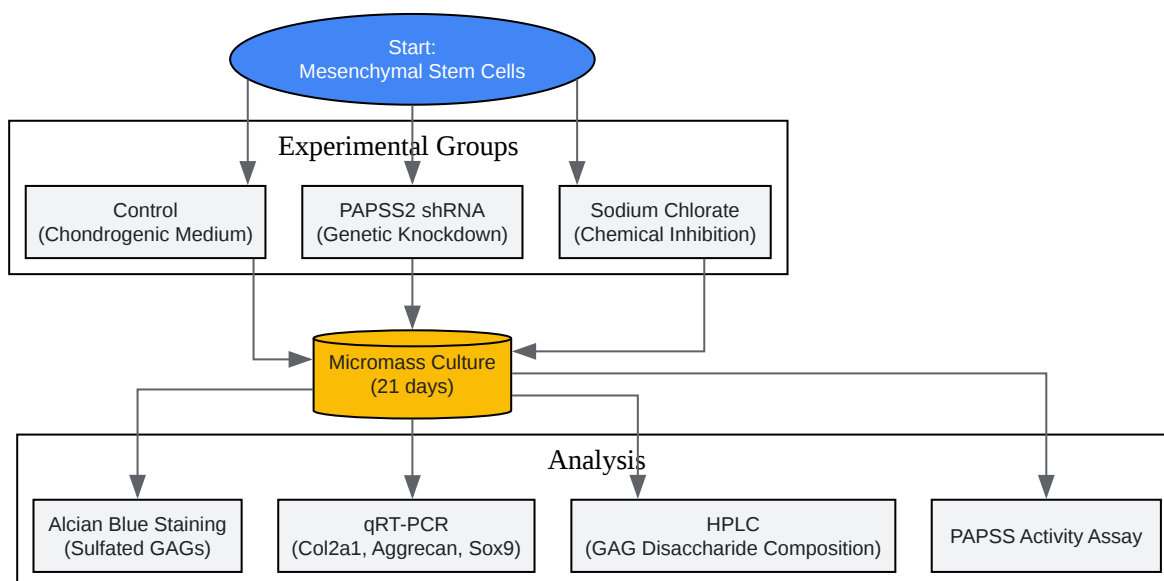 Start:
Mesenchymal Stem Cells
Experimental Groups
Control
(Chondrogenic Medium)
PAPSS2 shRNA
(Genetic Knockdown)
Sodium Chlorate
(Chemical Inhibition)
Micromass Culture
(21 days)
Analysis
Alcian Blue Staining
(Sulfated GAGs)
qRT-PCR
(Col2a1, Aggrecan, Sox9)
HPLC
(GAG Disaccharide Composition)
PAPSS Activity Assay